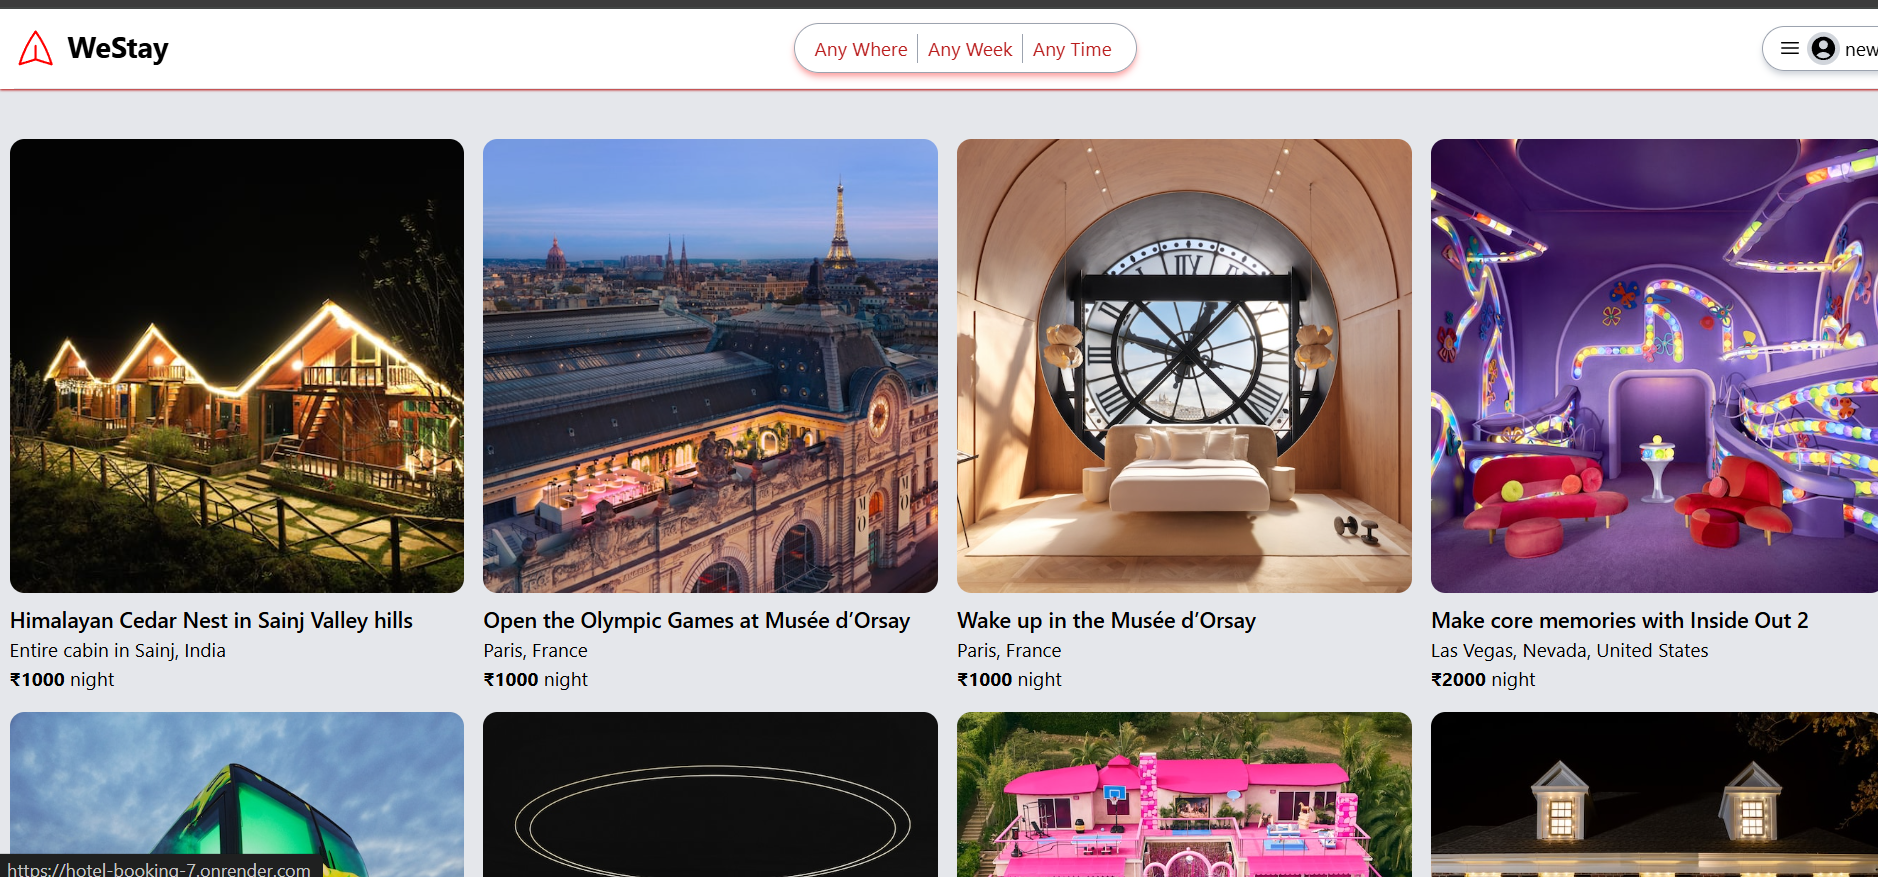 WeStay
Any Where Any Week Any Time
new
Himalayan Cedar Nest in Sainj Valley hills
Entire cabin in Sainj, India
₹1000 night
Open the Olympic Games at Musée d’Orsay
Paris, France
₹1000 night
Wake up in the Musée d’Orsay
Paris, France
₹1000 night
Make core memories with Inside Out 2
Las Vegas, Nevada, United States
₹2000 night
https://hotel-booking-7.onrender.com